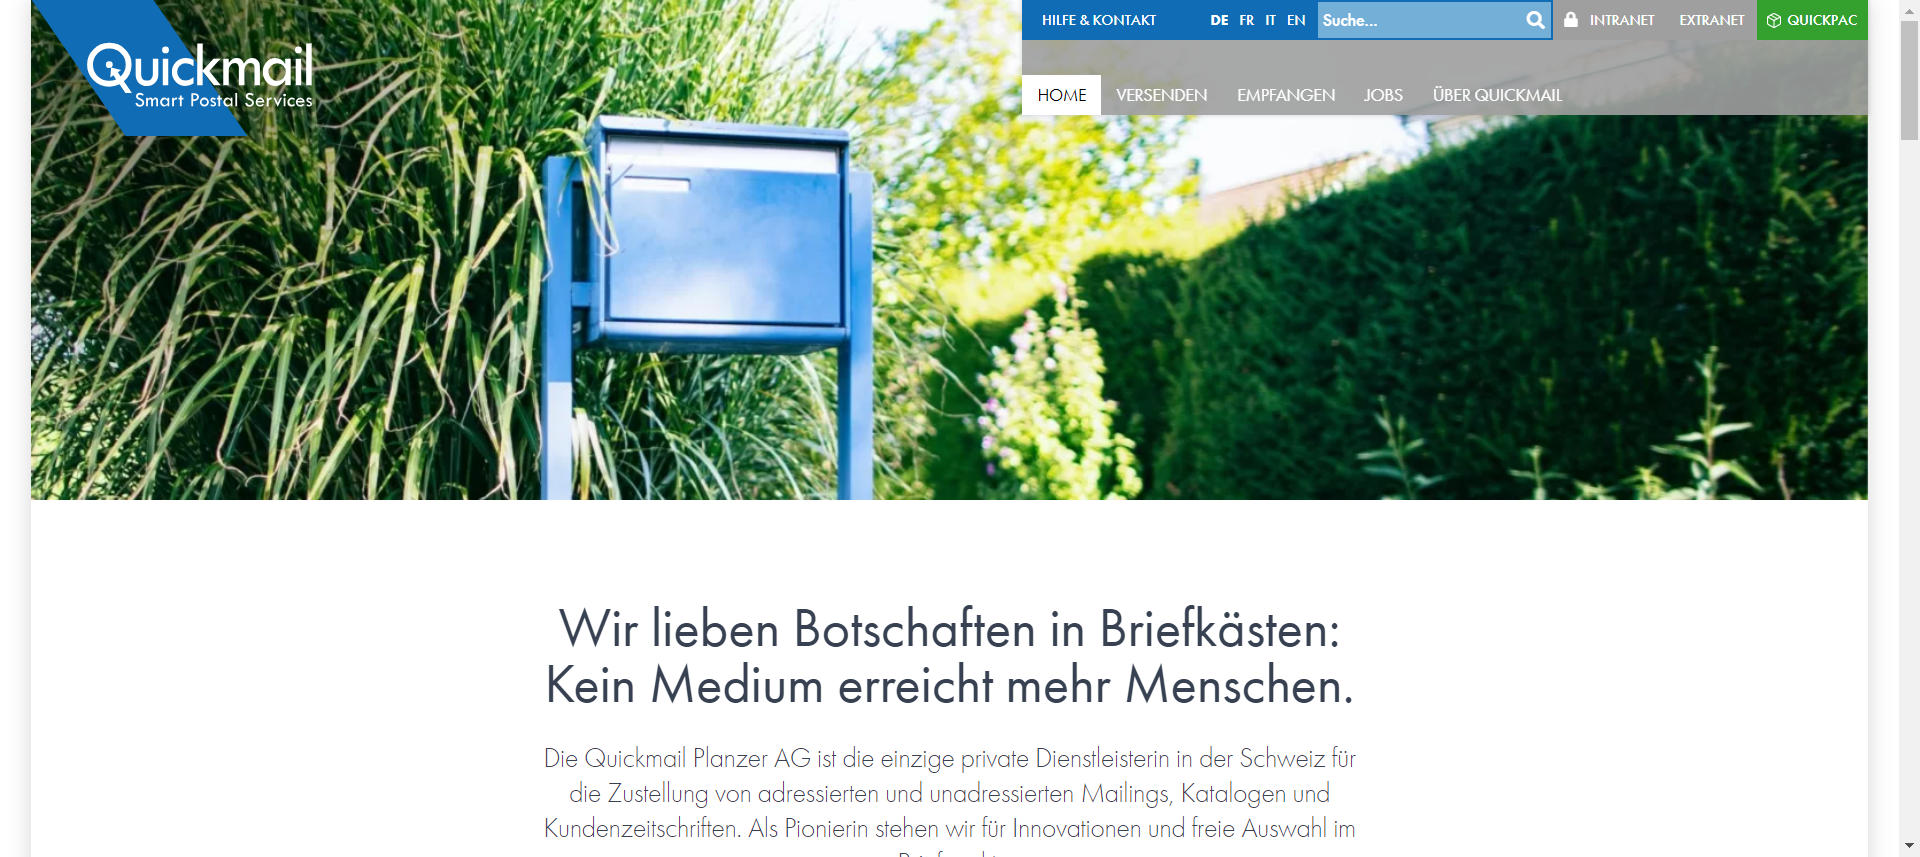 Quickmail
Smart Postal Services
HILFE & KONTAKT
DE FR IT EN
Suche...
INTRANET
EXTRANET
QUICKPAC
HOME
VERSENDEN
EMPFANGEN
JOBS
ÜBER QUICKMAIL
Wir lieben Botschaften in Briefkästen:
Kein Medium erreicht mehr Menschen.
Die Quickmail Planzer AG ist die einzige private Dienstleisterin in der Schweiz für
die Zustellung von adressierten und unadressierten Mailings, Katalogen und
Kundenzeitschriften. Als Pionierin stehen wir für Innovationen und freie Auswahl im